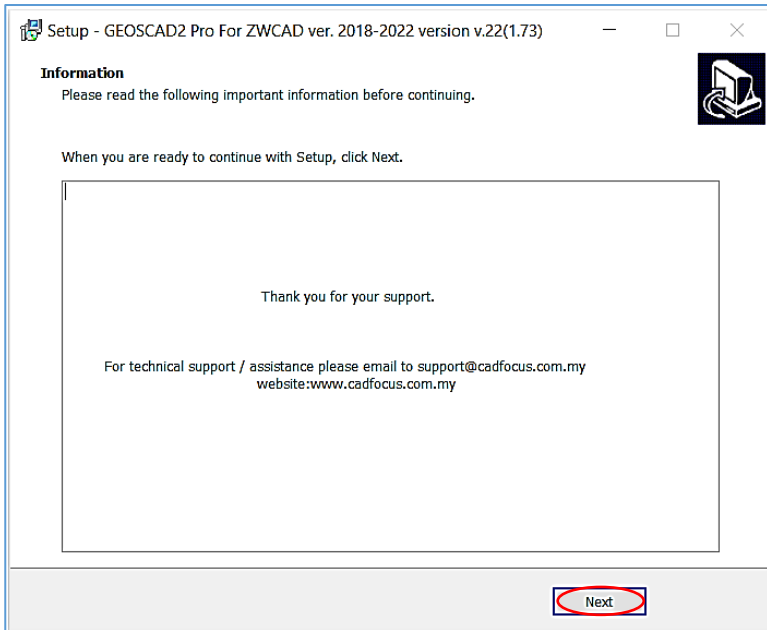 Setup - GEOSCAD2 Pro For ZWCAD ver. 2018-2022 version v.22(1.73)
Information
Please read the following important information before continuing.
When you are ready to continue with Setup, click Next.
Thank you for your support.
For technical support / assistance please email to support@cadfocus.com.my
website:www.cadfocus.com.my
Next